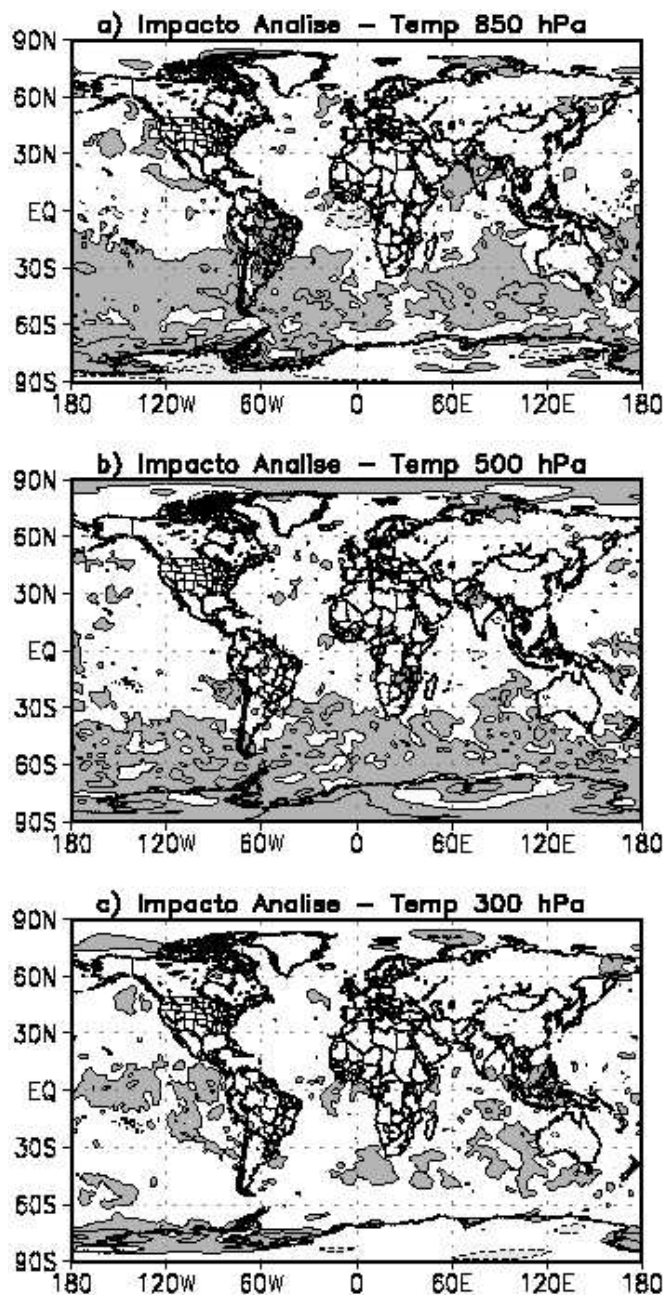 a) Impacto Analise – Temp 850 hPa
90N
60N
30N
EQ
30S
60S
90S
180 120W 60W 0 60E 120E 180
b) Impacto Analise – Temp 500 hPa
90N
60N
30N
EQ
30S
60S
90S
180 120W 60W 0 60E 120E 180
c) Impacto Analise – Temp 300 hPa
90N
60N
30N
EQ
30S
60S
90S
180 120W 60W 0 60E 120E 180